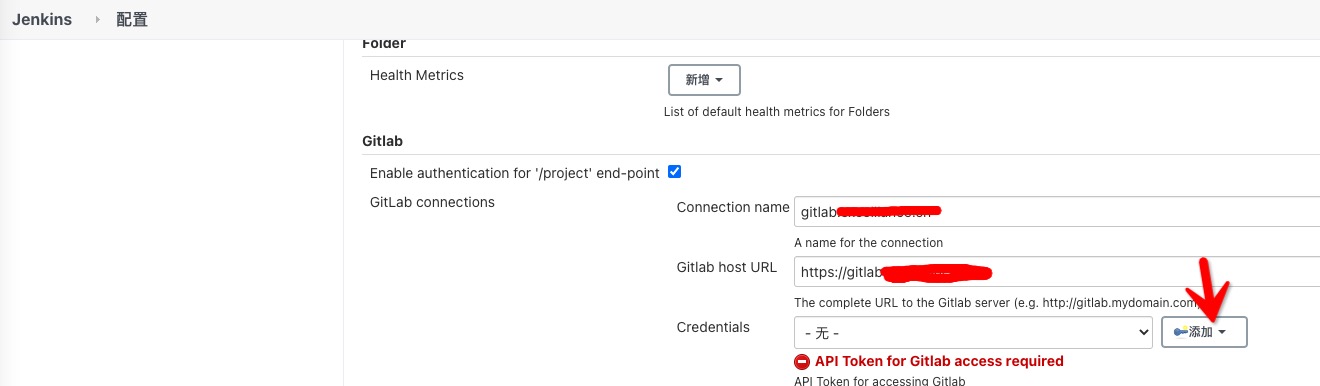 Jenkins 配置
Folder
Health Metrics 新增
List of default health metrics for Folders
Gitlab
Enable authentication for '/project' end-point
GitLab connections
Connection name gitlab
A name for the connection
Gitlab host URL https://gitlab
The complete URL to the Gitlab server (e.g. http://gitlab.mydomain.com
Credentials - 无 - 添加
API Token for Gitlab access required
API Token for accessing Gitlab